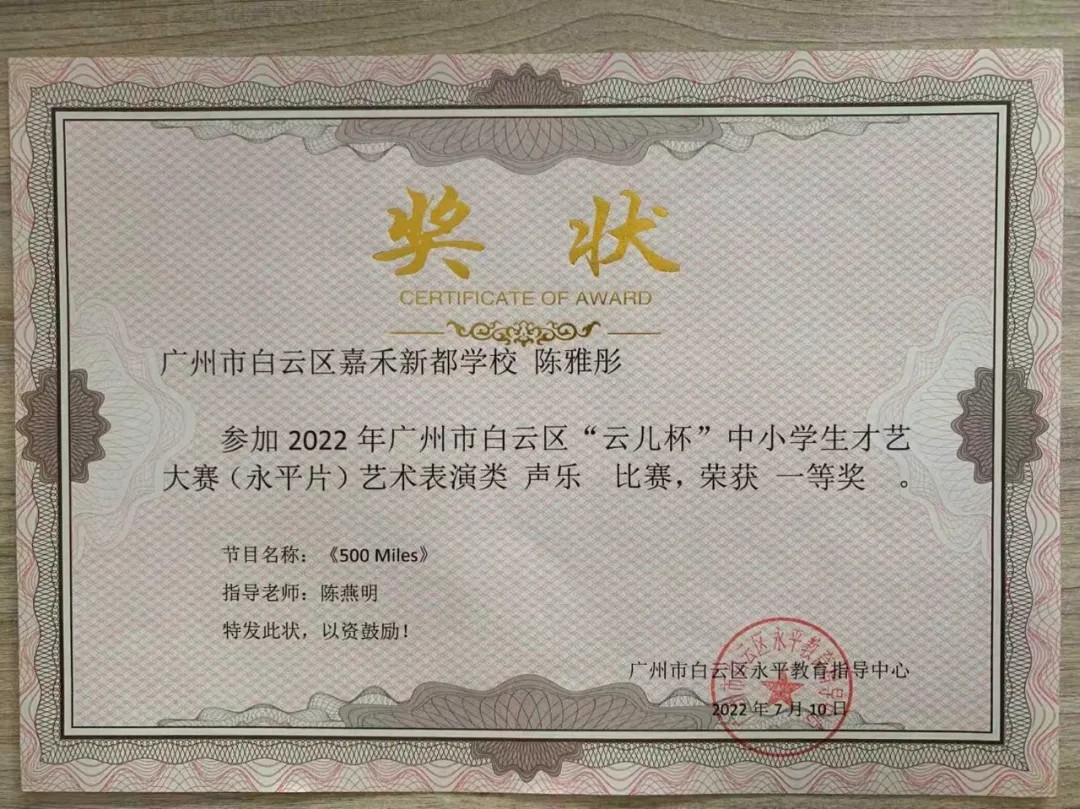 奖 状
CERTIFICATE OF AWARD
广州市白云区嘉禾新都学校 陈雅彤
参加 2022 年广州市白云区“云儿杯”中小学生才艺
大赛（永平片）艺术表演类 声乐 比赛，荣获 一等奖 。
节目名称：《500 Miles》
指导老师：陈燕明
特发此状，以资鼓励！
广州市白云区永平教育指导中心
2022 年 7 月 10 日